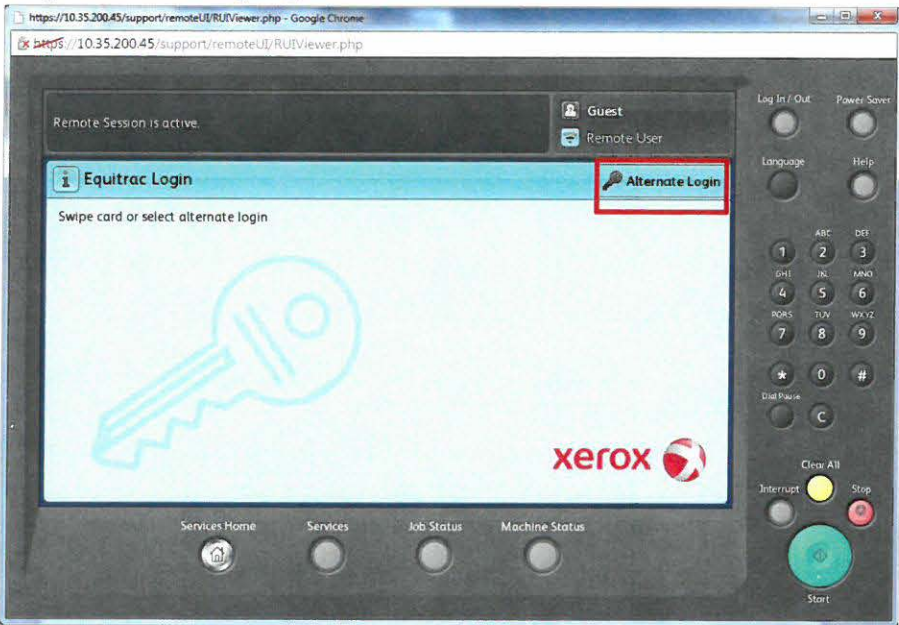 https://10.35.200.45/support/remoteUI/RUIViewer.php - Google Chrome
https://10.35.200.45/support/remoteUI/RUIViewer.php
Remote Session is active.
Guest
Remote User
Equitrac Login
Alternate Login
Swipe card or select alternate login
xerox
Services Home
Services
Job Status
Machine Status
Log In / Out
Power Saver
Language
Help
ABC
DEF
1
2
3
GHI
JKL
MNO
4
5
6
PQRS
TUV
WXYZ
7
8
9
*
0
#
Dial Pause
C
Clear All
Interrupt
Stop
Start